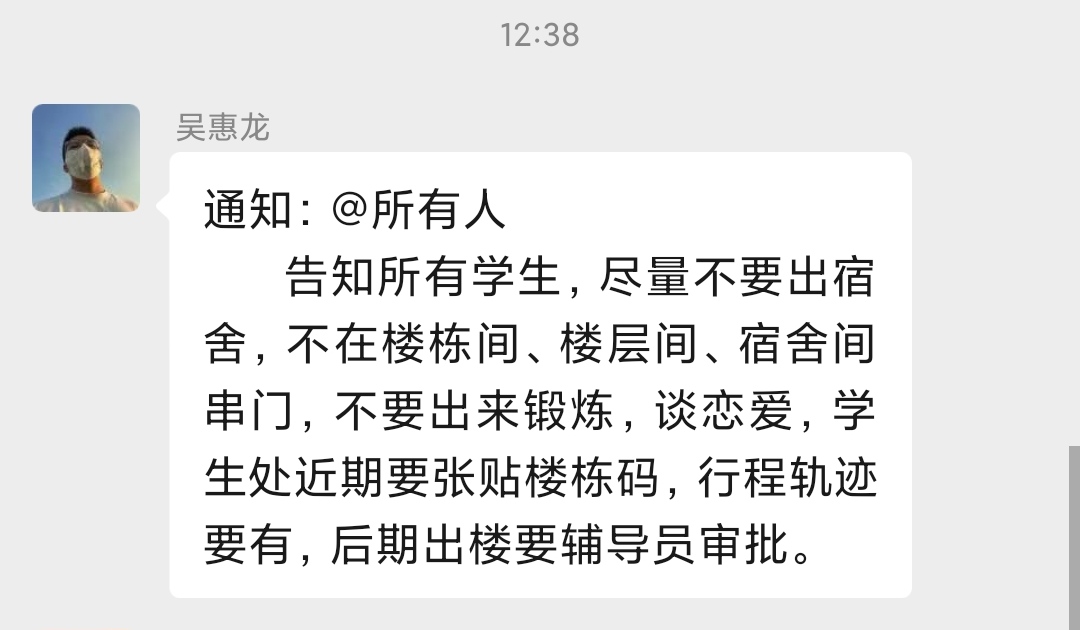 12:38
吴惠龙
通知：@所有人
告知所有学生，尽量不要出宿
舍，不在楼栋间、楼层间、宿舍间
串门，不要出来锻炼，谈恋爱，学
生处近期要张贴楼栋码，行程轨迹
要有，后期出楼要辅导员审批。